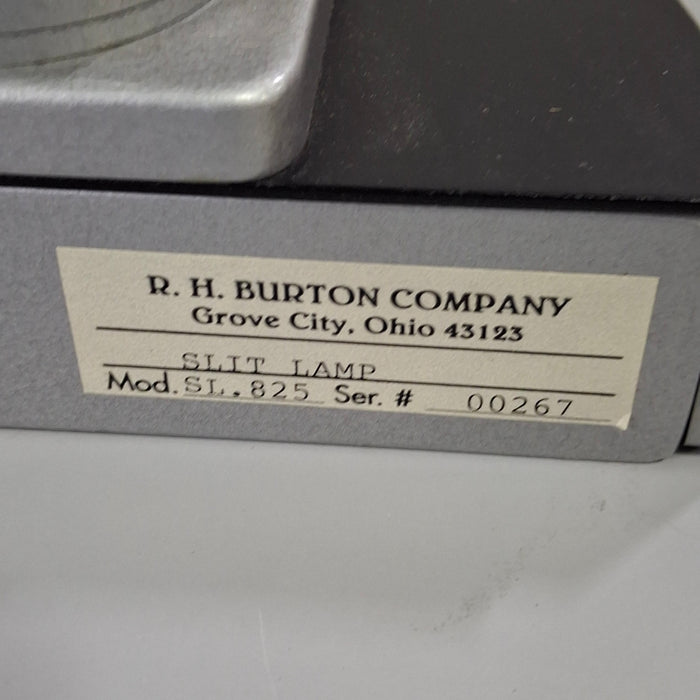 R. H. BURTON COMPANY
Grove City, Ohio 43123
SLIT LAMP
Mod. SL.825 Ser. # 00267